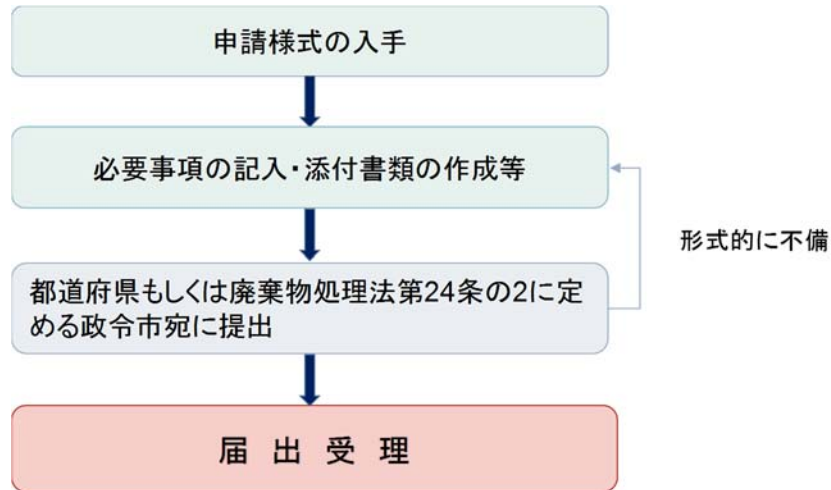 申請様式の入手
必要事項の記入・添付書類の作成等
形式的に不備
都道府県もしくは廃棄物処理法第24条の2に定
める政令市宛に提出
届 出 受 理